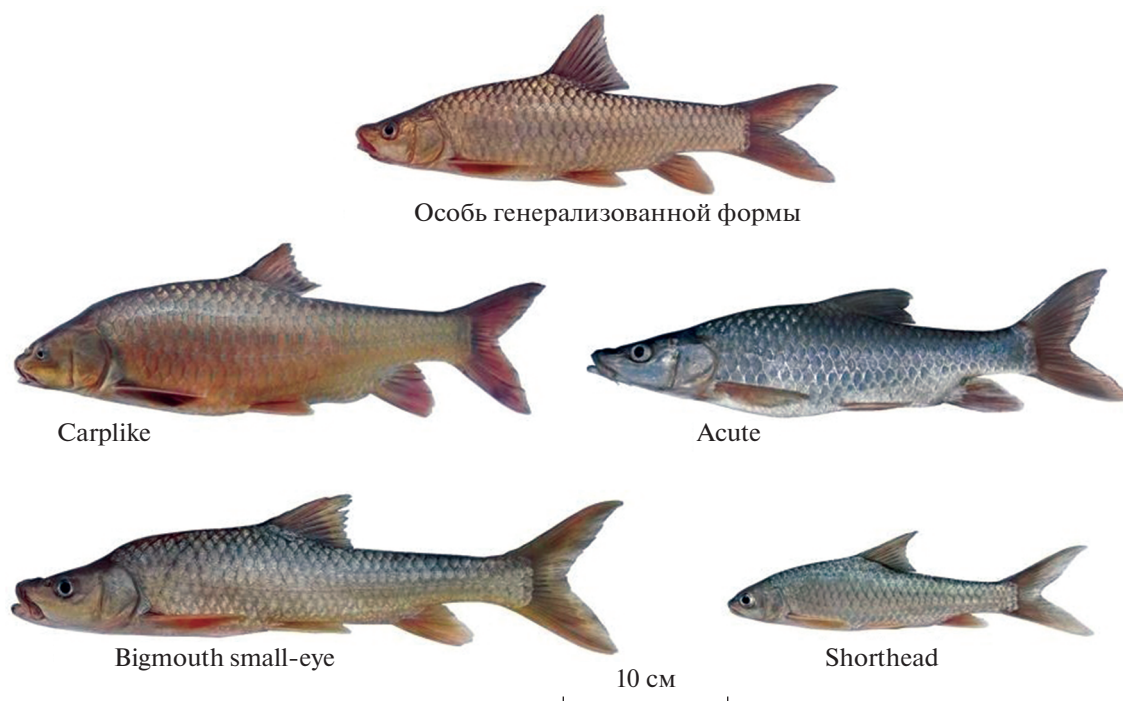 Особь генерализованной формы
Carplike
Acute
Bigmouth small-eye
Shorthead
10 см